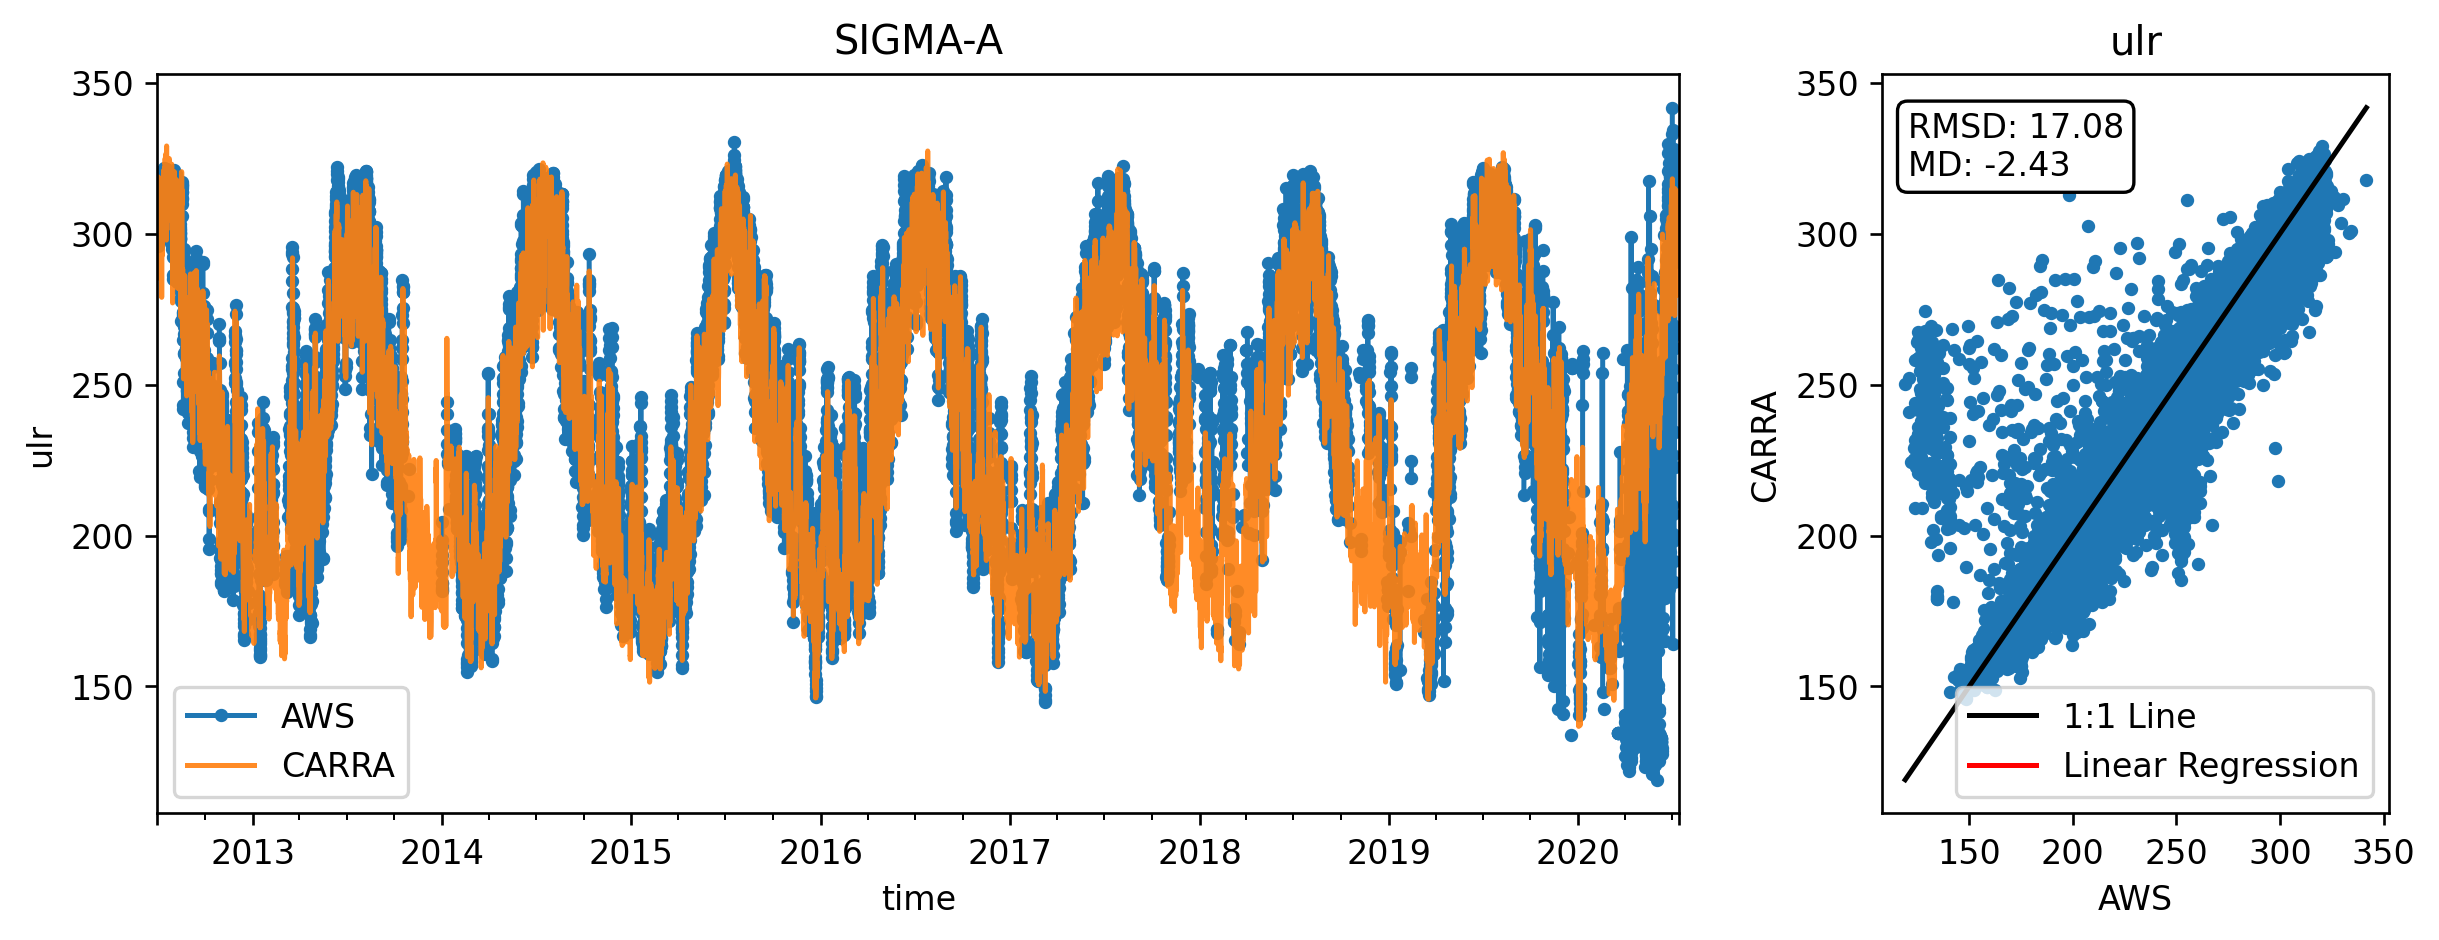 SIGMA-A
ulr
350
300
250
200
150
ulr
AWS
CARRA
2013 2014 2015 2016 2017 2018 2019 2020
time
ulr
350
300
250
200
150
CARRA
RMSD: 17.08
MD: -2.43
1:1 Line
Linear Regression
150 200 250 300 350
AWS